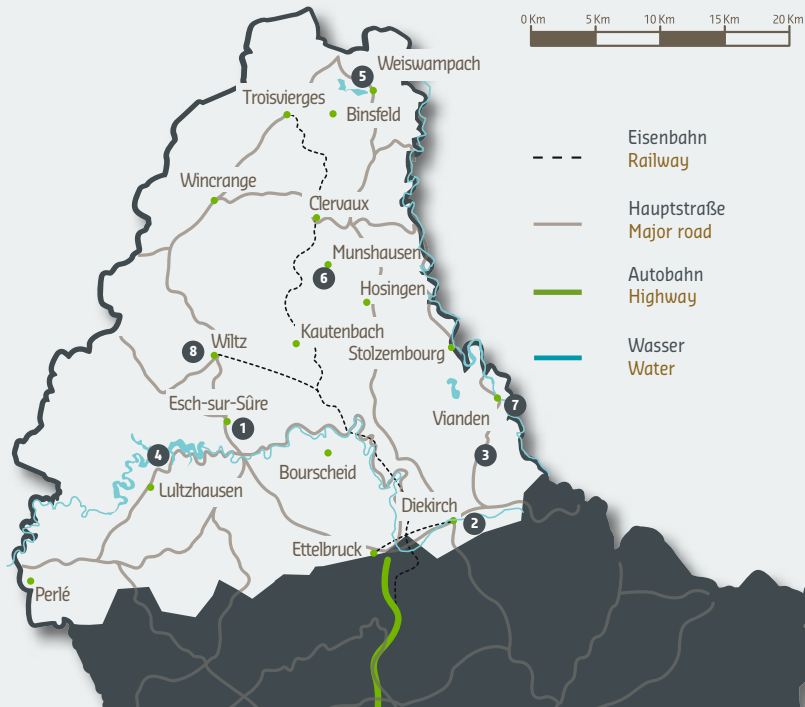 0 Km 5 Km 10 Km 15 Km 20 Km
Weiswampach
5
Troisvierges
Binsfeld
Eisenbahn
Railway
Wincrange
Clervaux
Hauptstraße
Major road
Munshausen
6
Hosingen
Autobahn
Highway
Kautenbach
Wiltz
8
Stolzembourg
Wasser
Water
Esch-sur-Sûre
1
Vianden
7
4
3
Bourscheid
Lultzhausen
Diekirch
2
Ettelbruck
Perlé